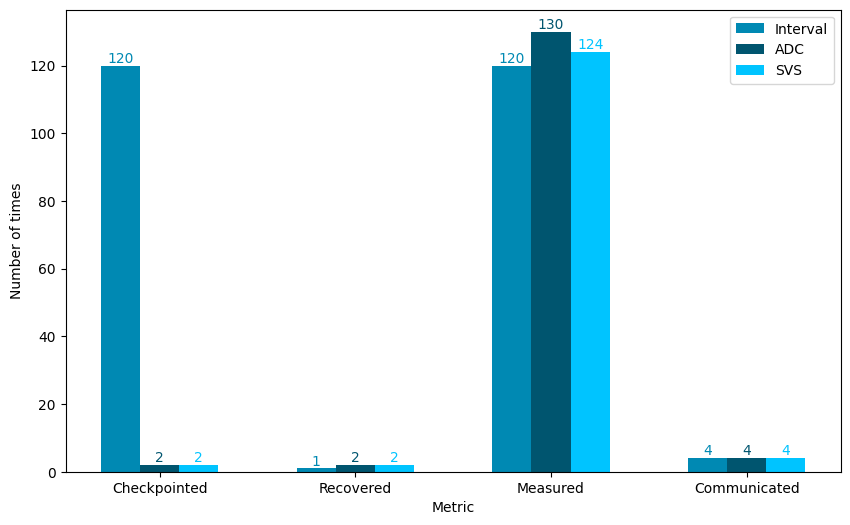 130
124
120
120
Interval
ADC
SVS
120
100
80
60
40
20
0
Number of times
2
2
1
2
2
4
4
4
Checkpointed
Recovered
Measured
Communicated
Metric